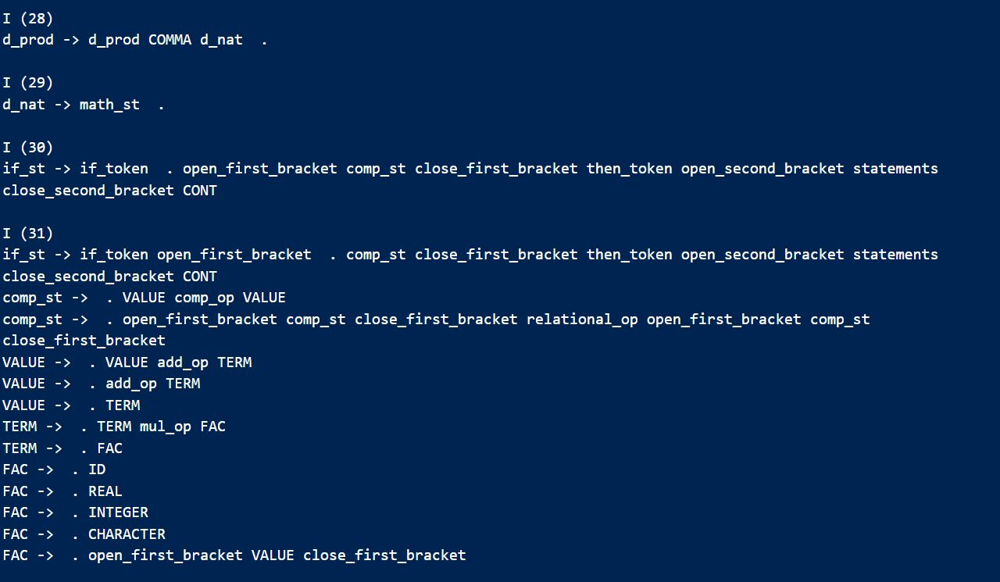 I (28)
d_prod -> d_prod COMMA d_nat  .
I (29)
d_nat -> math_st  .
I (30)
if_st -> if_token  . open_first_bracket comp_st close_first_bracket then_token open_second_bracket statements
close_second_bracket CONT
I (31)
if_st -> if_token open_first_bracket  . comp_st close_first_bracket then_token open_second_bracket statements
close_second_bracket CONT
comp_st ->  . VALUE comp_op VALUE
comp_st ->  . open_first_bracket comp_st close_first_bracket relational_op open_first_bracket comp_st
close_first_bracket
VALUE ->  . VALUE add_op TERM
VALUE ->  . add_op TERM
VALUE ->  . TERM
TERM ->  . TERM mul_op FAC
TERM ->  . FAC
FAC ->  . ID
FAC ->  . REAL
FAC ->  . INTEGER
FAC ->  . CHARACTER
FAC ->  . open_first_bracket VALUE close_first_bracket